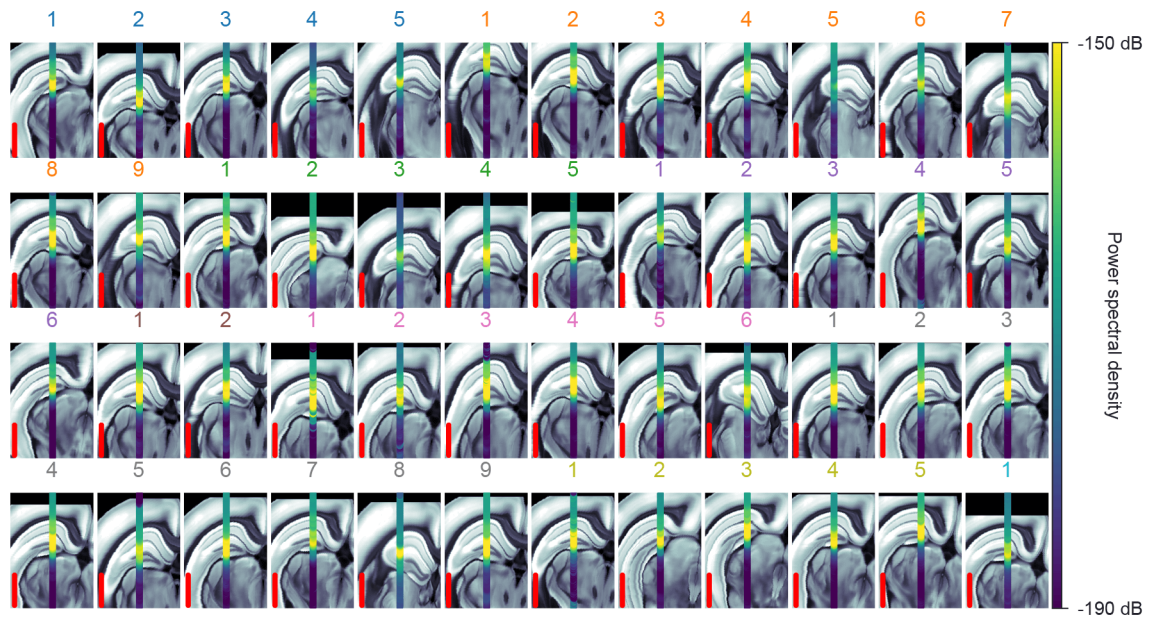 1 2 3 4 5 1 2 3 4 5 6 7
-150 dB
8 9 1 2 3 4 5 1 2 3 4 5
Power spectral density
6 1 2 1 2 3 4 5 6 1 2 3
4 5 6 7 8 9 1 2 3 4 5 1
-190 dB